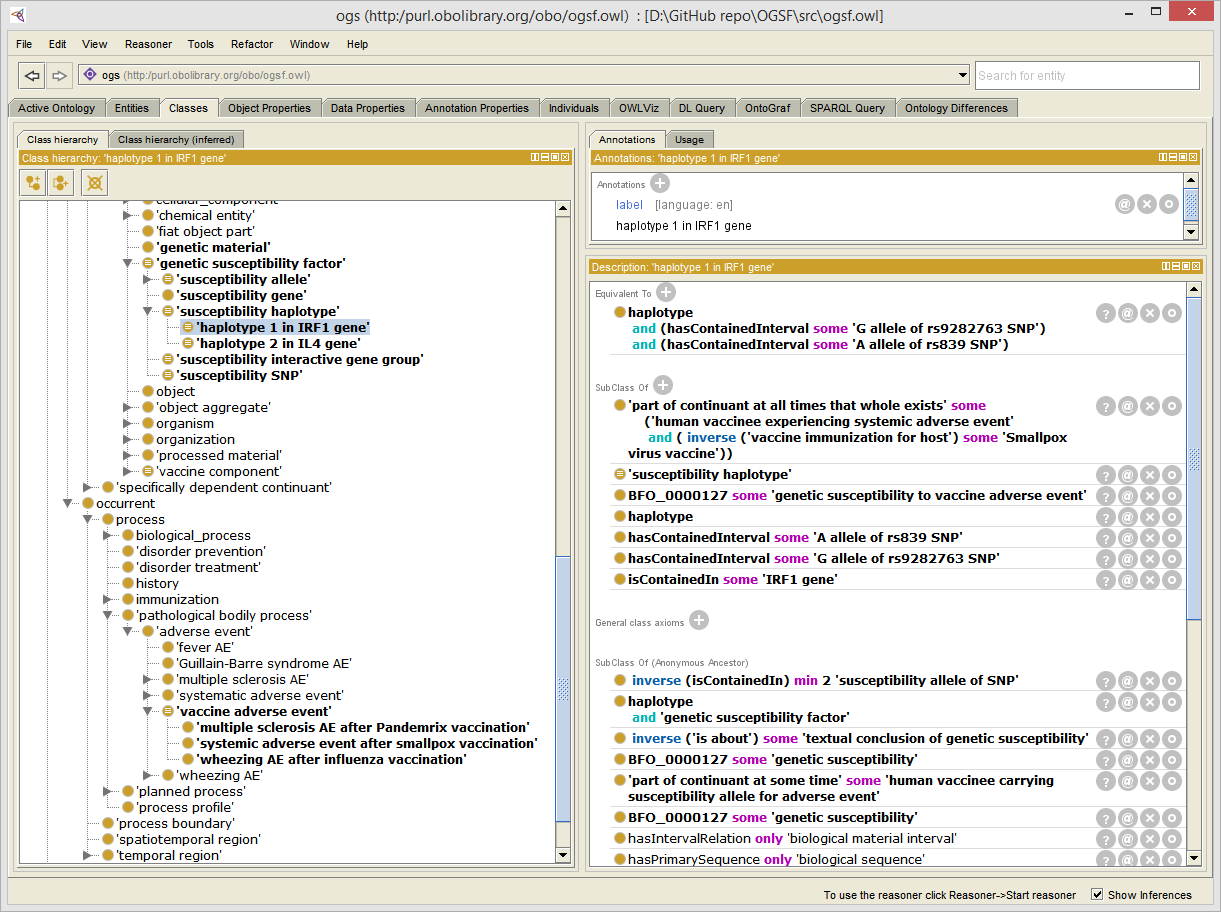 ogs (http:/purl.obolibrary.org/obo/ogsf.owl) : [D:\GitHub repo\OGSF\src\ogsf.owl]
File Edit View Reasoner Tools Refactor Window Help
ogs (http:/purl.obolibrary.org/obo/ogsf.owl)
Search for entity
Active Ontology Entities Classes Object Properties Data Properties Annotation Properties Individuals OWLViz DL Query OntoGraf SPARQL Query Ontology Differences
Class hierarchy Class hierarchy (inferred)
Class hierarchy: 'haplotype 1 in IRF1 gene'
cellular_component
'chemical entity'
'fiat object part'
'genetic material'
'genetic susceptibility factor'
'susceptibility allele'
'susceptibility gene'
'susceptibility haplotype'
'haplotype 1 in IRF1 gene'
'haplotype 2 in IL4 gene'
'susceptibility interactive gene group'
'susceptibility SNP'
object
'object aggregate'
organism
organization
'processed material'
'vaccine component'
'specifically dependent continuant'
occurrent
process
biological_process
'disorder prevention'
'disorder treatment'
history
immunization
'pathological bodily process'
'adverse event'
'fever AE'
'Guillain-Barre syndrome AE'
'multiple sclerosis AE'
'systematic adverse event'
'vaccine adverse event'
'multiple sclerosis AE after Pandemrix vaccination'
'systemic adverse event after smallpox vaccination'
'wheezing AE after influenza vaccination'
'wheezing AE'
'planned process'
'process profile'
'process boundary'
'spatiotemporal region'
'temporal region'
Annotations Usage
Annotations: 'haplotype 1 in IRF1 gene'
Annotations
label [language: en]
haplotype 1 in IRF1 gene
Description: 'haplotype 1 in IRF1 gene'
Equivalent To
haplotype
and (hasContainedInterval some 'G allele of rs9282763 SNP')
and (hasContainedInterval some 'A allele of rs839 SNP')
SubClass Of
'part of continuant at all times that whole exists' some
('human vaccinee experiencing systemic adverse event'
and ( inverse ('vaccine immunization for host') some 'Smallpox
virus vaccine'))
'susceptibility haplotype'
BFO_0000127 some 'genetic susceptibility to vaccine adverse event'
haplotype
hasContainedInterval some 'A allele of rs839 SNP'
hasContainedInterval some 'G allele of rs9282763 SNP'
isContainedIn some 'IRF1 gene'
General class axioms
SubClass Of (Anonymous Ancestor)
inverse (isContainedIn) min 2 'susceptibility allele of SNP'
haplotype
and 'genetic susceptibility factor'
inverse ('is about') some 'textual conclusion of genetic susceptibility'
BFO_0000127 some 'genetic susceptibility'
'part of continuant at some time' some 'human vaccinee carrying
susceptibility allele for adverse event'
BFO_0000127 some 'genetic susceptibility'
hasIntervalRelation only 'biological material interval'
hasPrimarySequence only 'biological sequence'
To use the reasoner click Reasoner->Start reasoner Show Inferences